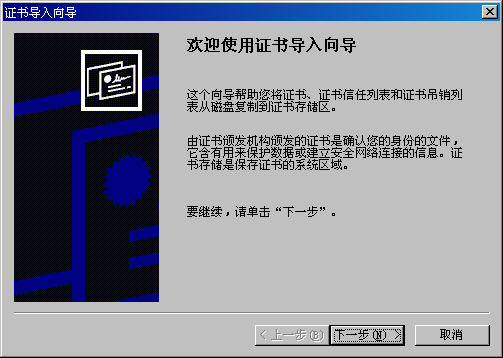 证书导入向导
欢迎使用证书导入向导
这个向导帮助您将证书、证书信任列表和证书吊销列
表从磁盘复制到证书存储区。
由证书颁发机构颁发的证书是确认您的身份的文件，
它含有用来保护数据或建立安全网络连接的信息。证
书存储是保存证书的系统区域。
要继续，请单击“下一步”。
< 上一步(B)
下一步(N) >
取消